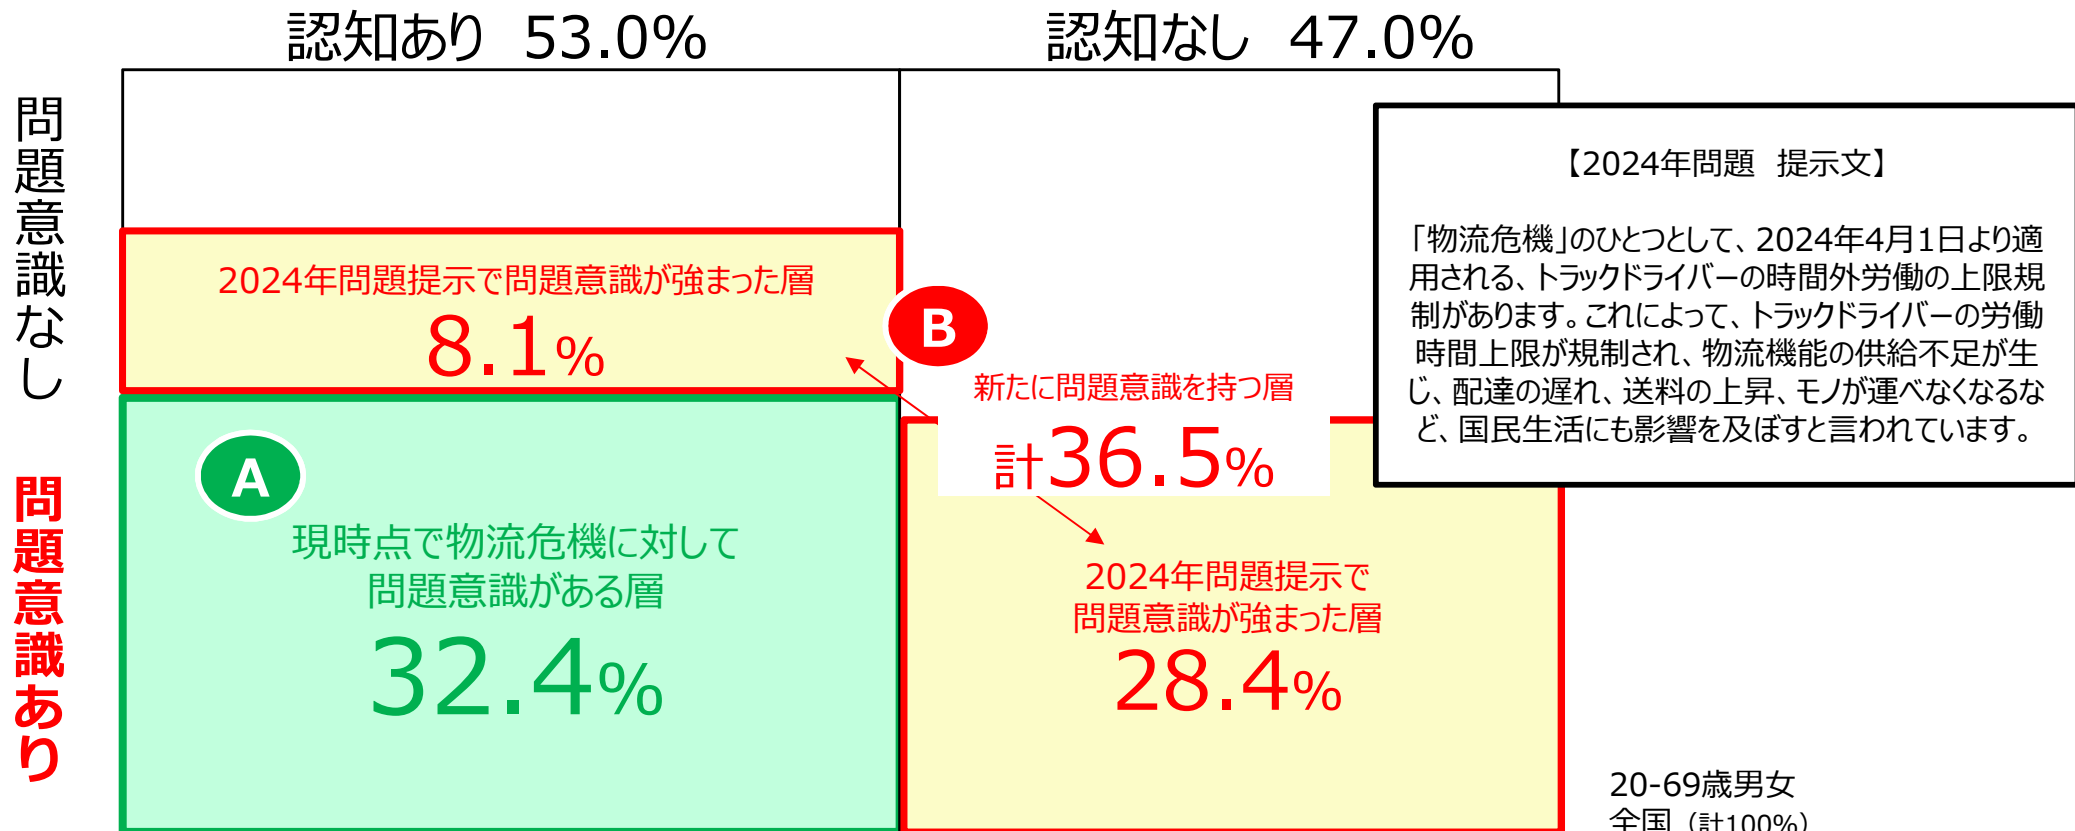 認知あり 53.0%
認知なし 47.0%
問題意識なし
問題意識あり
2024年問題提示で問題意識が強まった層
8.1%
B
新たに問題意識を持つ層
計36.5%
A
現時点で物流危機に対して
問題意識がある層
32.4%
2024年問題提示で
問題意識が強まった層
28.4%
【2024年問題 提示文】
「物流危機」のひとつとして、2024年4月1日より適
用される、トラックドライバーの時間外労働の上限規
制があります。これによって、トラックドライバーの労働
時間上限が規制され、物流機能の供給不足が生
じ、配達の遅れ、送料の上昇、モノが運べなくなるな
ど、国民生活にも影響を及ぼすと言われています。
20-69歳男女
全国（計100%）